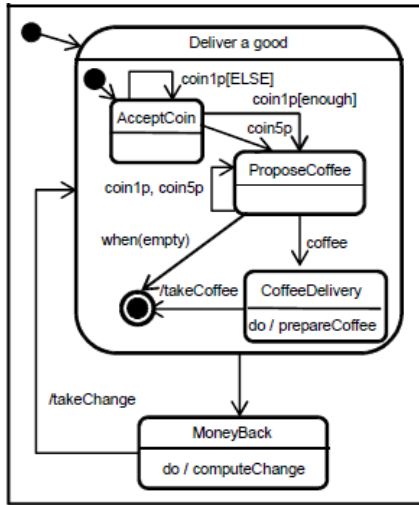 Deliver a good
coin1p[ELSE]
coin1p[enough]
AcceptCoin
coin5p
ProposeCoffee
coin1p, coin5p
when(empty)
coffee
/takeCoffee
CoffeeDelivery
do / prepareCoffee
/takeChange
MoneyBack
do / computeChange